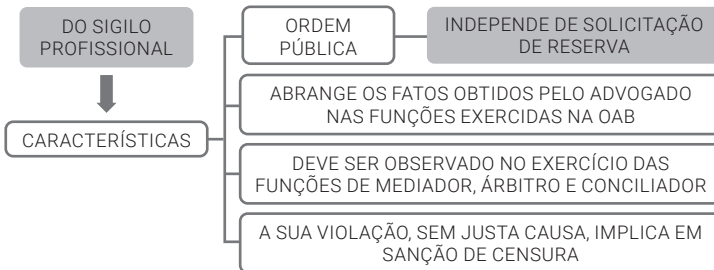 DO SIGILO
PROFISSIONAL
CARACTERÍSTICAS
ORDEM
PÚBLICA
INDEPENDE DE SOLICITAÇÃO
DE RESERVA
ABRANGE OS FATOS OBTIDOS PELO ADVOGADO
NAS FUNÇÕES EXERCIDAS NA OAB
DEVE SER OBSERVADO NO EXERCÍCIO DAS
FUNÇÕES DE MEDIADOR, ÁRBITRO E CONCILIADOR
A SUA VIOLAÇÃO, SEM JUSTA CAUSA, IMPLICA EM
SANÇÃO DE CENSURA